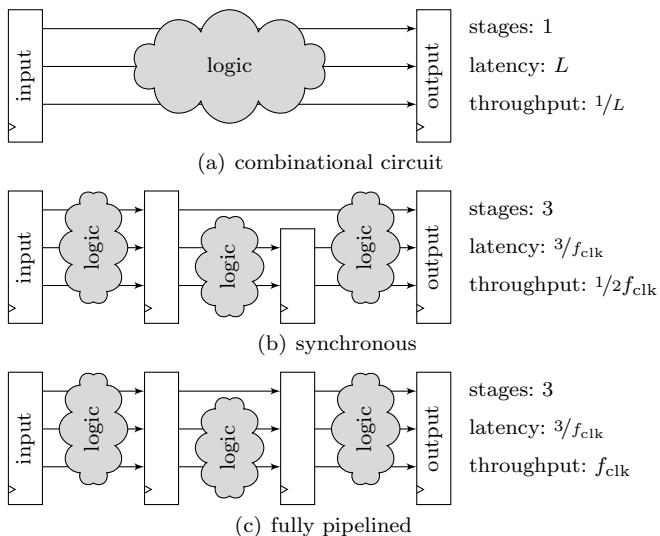 input
logic
output
stages: 1
latency: L
throughput: 1/L
(a) combinational circuit
input
logic
logic
logic
output
stages: 3
latency: 3/fclk
throughput: 1/2fclk
(b) synchronous
input
logic
logic
logic
output
stages: 3
latency: 3/fclk
throughput: fclk
(c) fully pipelined